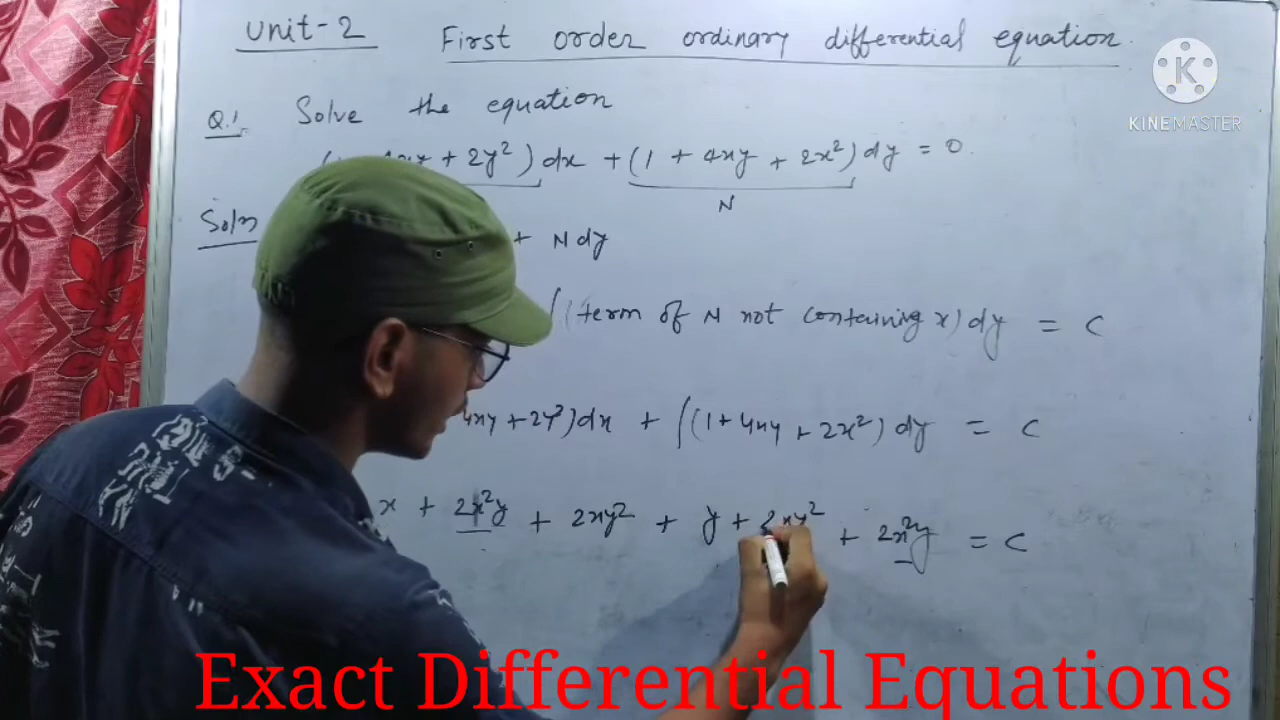 Unit-2 First order ordinary differential equation.
KINEMASTER
Q.1. Solve the equation
+ 2y²) dx + (1 + 4xy + 2x²) dy = 0.
N
Soln + Ndy
∫(term of N not containing x) dy = C
4xy + 2y²)dx + ∫(1 + 4xy + 2x²) dy = C
x + 2x²y + 2xy² + y + 2xy² + 2x²y = C
Exact Differential Equations